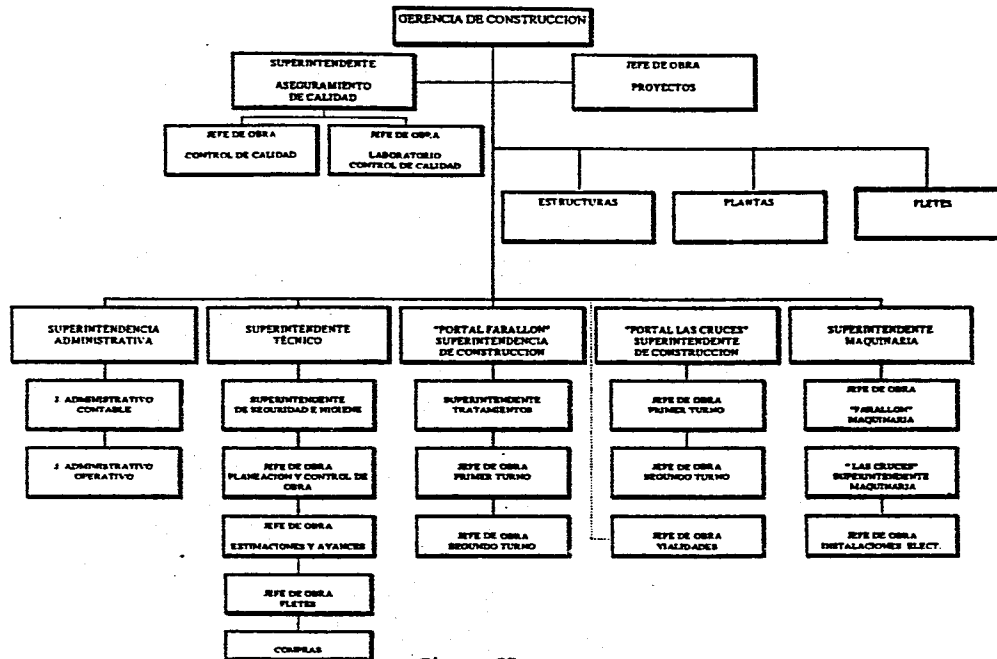 GERENCIA DE CONSTRUCCION
SUPERINTENDENTE
ASEGURAMIENTO
DE CALIDAD
JEFE DE OBRA
PROYECTOS
JEFE DE OBRA
CONTROL DE CALIDAD
JEFE DE OBRA
LABORATORIO
CONTROL DE CALIDAD
ESTRUCTURAS
PLANTAS
FLETES
SUPERINTENDENCIA
ADMINISTRATIVA
SUPERINTENDENTE
TÉCNICO
"PORTAL FARALLON"
SUPERINTENDENCIA
DE CONSTRUCCION
"PORTAL LAS CRUCES"
SUPERINTENDENTE
DE CONSTRUCCION
SUPERINTENDENTE
MAQUINARIA
J. ADMINISTRATIVO
CONTABLE
SUPERINTENDENTE
DE SEGURIDAD E HIGIENE
SUPERINTENDENTE
TRATAMIENTOS
JEFE DE OBRA
PRIMER TURNO
JEFE DE OBRA
"FARALLON"
MAQUINARIA
J. ADMINISTRATIVO
OPERATIVO
JEFE DE OBRA
PLANEACION Y CONTROL DE
OBRA
JEFE DE OBRA
PRIMER TURNO
JEFE DE OBRA
SEGUNDO TURNO
"LAS CRUCES"
SUPERINTENDENTE
MAQUINARIA
JEFE DE OBRA
ESTIMACIONES Y AVANCES
JEFE DE OBRA
SEGUNDO TURNO
JEFE DE OBRA
VIALIDADES
JEFE DE OBRA
INSTALACIONES ELECT.
JEFE DE OBRA
FLETES
COMPRAS